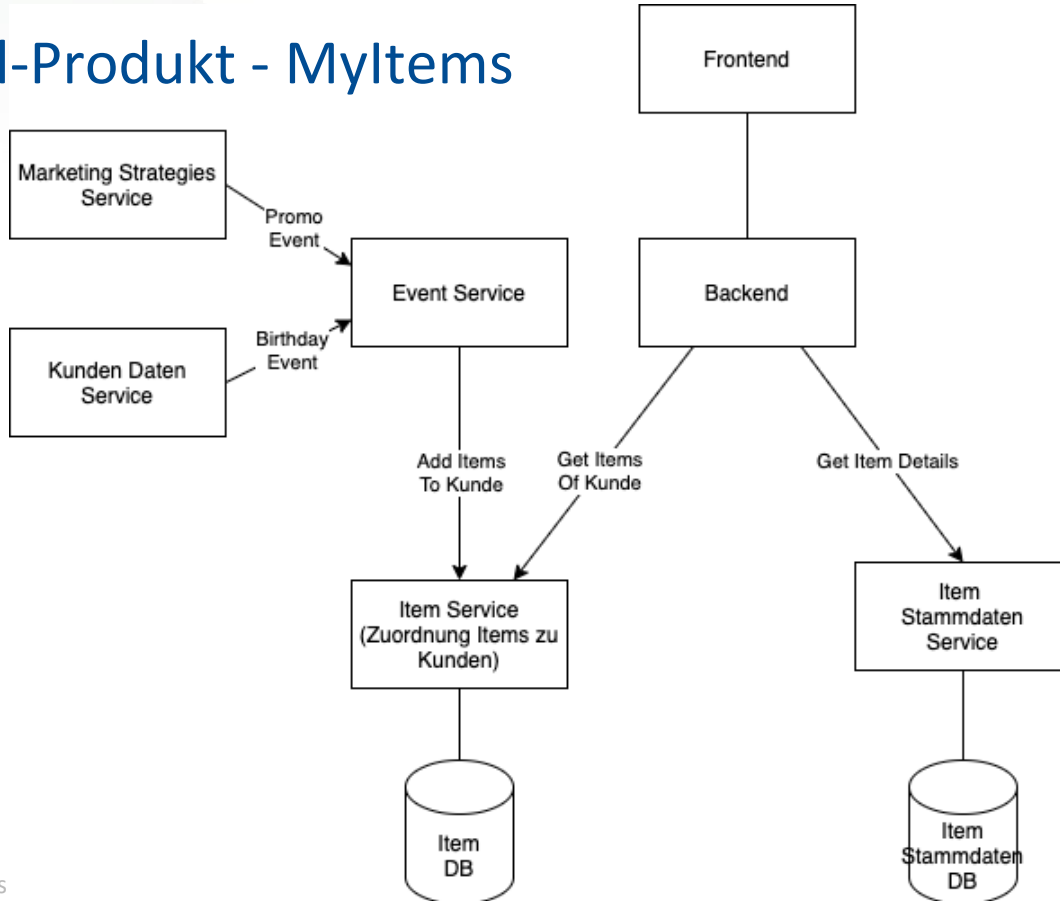 l-Produkt - MyItems
Frontend
Marketing Strategies
Service
Promo
Event
Event Service
Backend
Birthday
Event
Kunden Daten
Service
Add Items
To Kunde
Get Items
Of Kunde
Get Item Details
Item Service
(Zuordnung Items zu
Kunden)
Item
Stammdaten
Service
Item
DB
Item
Stammdaten
DB
s